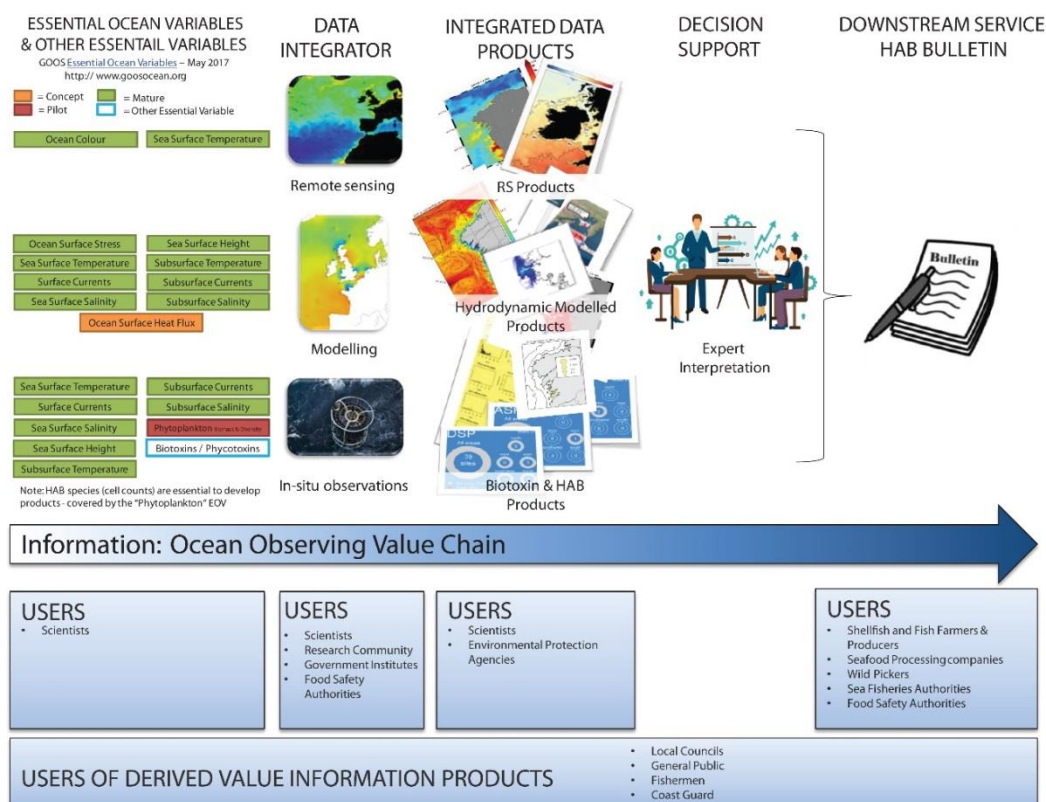 ESSENTIAL OCEAN VARIABLES
& OTHER ESSENTAIL VARIABLES
GOOS Essential Ocean Variables – May 2017
http:// www.goosocean.org
= Concept
= Mature
= Pilot
= Other Essential Variable
Ocean Colour
Sea Surface Temperature
Ocean Surface Stress
Sea Surface Height
Sea Surface Temperature
Subsurface Temperature
Surface Currents
Subsurface Currents
Sea Surface Salinity
Subsurface Salinity
Ocean Surface Heat Flux
Sea Surface Temperature
Subsurface Currents
Surface Currents
Subsurface Salinity
Sea Surface Salinity
Phytoplankton
Sea Surface Height
Biotoxins / Phycotoxins
Subsurface Temperature
Note: HAB species (cell counts) are essential to develop
products - covered by the "Phytoplankton" EOV
DATA
INTEGRATOR
Remote sensing
Modelling
In-situ observations
INTEGRATED DATA
PRODUCTS
RS Products
Hydrodynamic Modelled
Products
DSP
Biotoxin & HAB
Products
DECISION
SUPPORT
Expert
Interpretation
DOWNSTREAM SERVICE
HAB BULLETIN
Bulletin
Information: Ocean Observing Value Chain
USERS
• Scientists
USERS
• Scientists
• Research Community
• Government Institutes
• Food Safety
Authorities
USERS
• Scientists
• Environmental Protection
Agencies
USERS
• Shellfish and Fish Farmers &
Producers
• Seafood Processing companies
• Wild Pickers
• Sea Fisheries Authorities
• Food Safety Authorities
USERS OF DERIVED VALUE INFORMATION PRODUCTS
• Local Councils
• General Public
• Fishermen
• Coast Guard